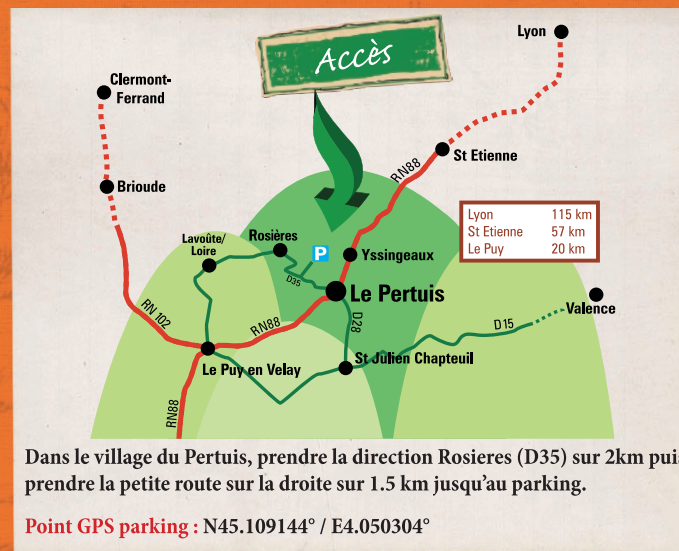 Accès
Lyon
Clermont-
Ferrand
St Etienne
Brioude
RN88
Lyon 115 km
St Etienne 57 km
Le Puy 20 km
Rosières
Lavoûte/
Loire
P
Yssingeaux
D35
Le Pertuis
Valence
RN 102
RN88
D28
D 15
Le Puy en Velay
St Julien Chapteuil
RN88
Dans le village du Pertuis, prendre la direction Rosieres (D35) sur 2km puis
prendre la petite route sur la droite sur 1.5 km jusqu'au parking.
Point GPS parking : N45.109144° / E4.050304°